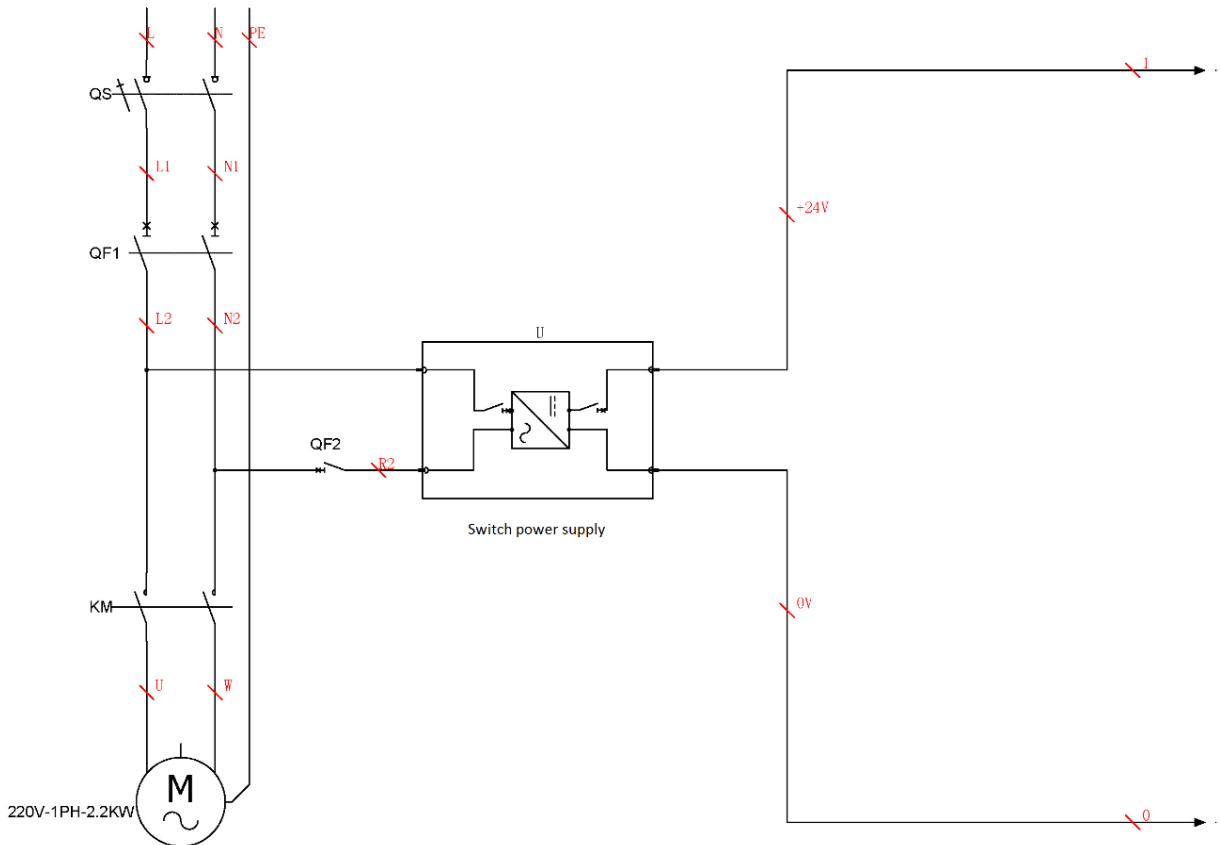 L
N
PE
1
QS
L1
N1
+24V
QF1
L2
N2
U
QF2
R2
Switch power supply
KM
0V
U
W
M
220V-1PH-2.2KW
0